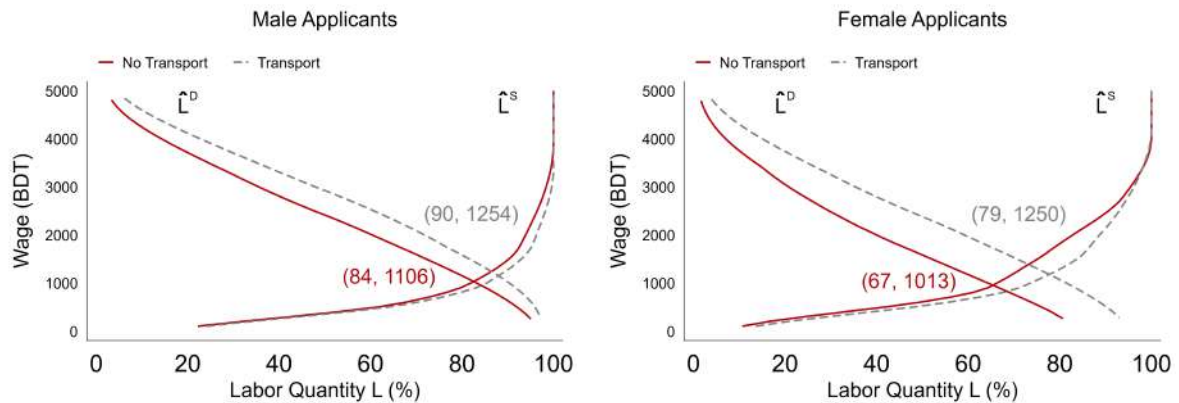 Male Applicants
No Transport Transport
5000
4000
3000
2000
1000
0
Wage (BDT)
L̂ᴰ
L̂ˢ
(90, 1254)
(84, 1106)
0 20 40 60 80 100
Labor Quantity L (%)
Female Applicants
No Transport Transport
5000
4000
3000
2000
1000
0
Wage (BDT)
L̂ᴰ
L̂ˢ
(79, 1250)
(67, 1013)
0 20 40 60 80 100
Labor Quantity L (%)